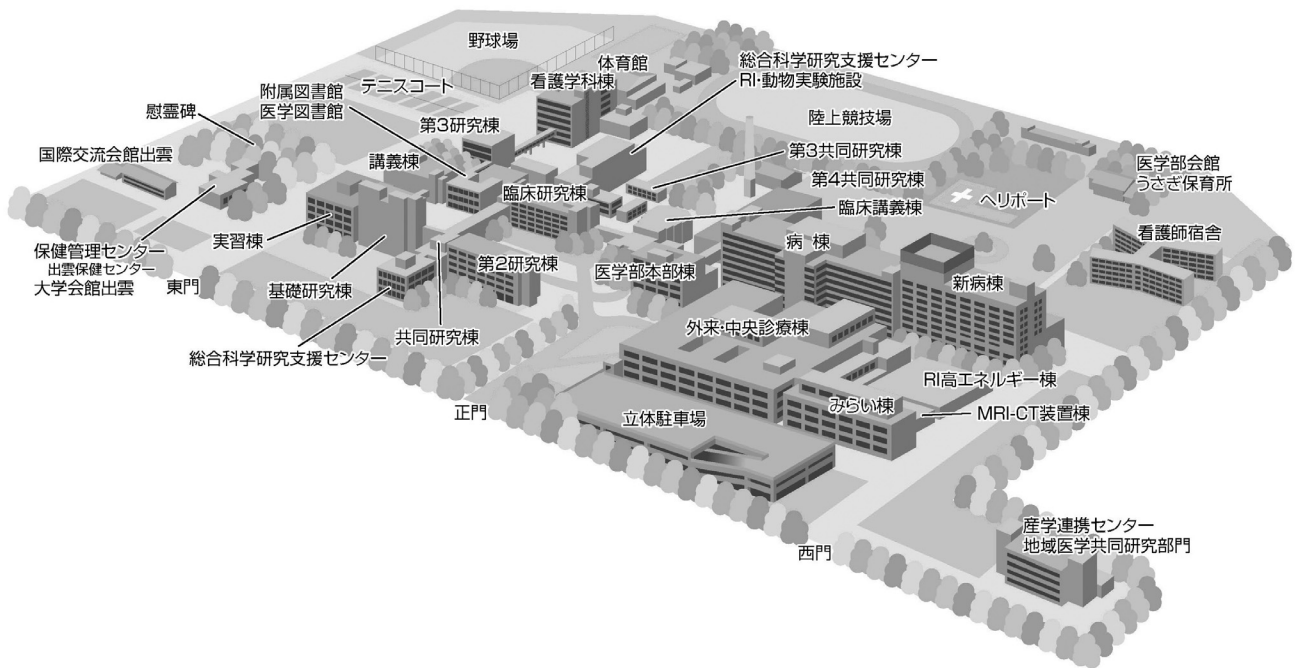 野球場
体育館
看護学科棟
総合科学研究支援センター
RI・動物実験施設
テニスコート
附属図書館
医学図書館
慰霊碑
第3研究棟
陸上競技場
国際交流会館出雲
講義棟
第3共同研究棟
医学部会館
うさぎ保育所
第4共同研究棟
臨床研究棟
ヘリポート
臨床講義棟
看護師宿舎
保健管理センター
出雲保健センター
大学会館出雲
実習棟
病棟
東門
基礎研究棟
第2研究棟
医学部本部棟
新病棟
外来・中央診療棟
共同研究棟
総合科学研究支援センター
RI高エネルギー棟
正門
立体駐車場
みらい棟
MRI-CT装置棟
西門
産学連携センター
地域医学共同研究部門